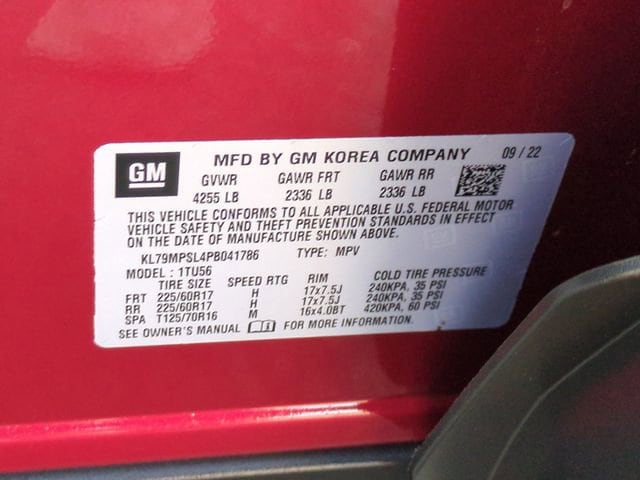 GM MFD BY GM KOREA COMPANY 09 / 22
GVWR GAWR FRT GAWR RR
4255 LB 2336 LB 2336 LB
THIS VEHICLE CONFORMS TO ALL APPLICABLE U.S. FEDERAL MOTOR
VEHICLE SAFETY AND THEFT PREVENTION STANDARDS IN EFFECT
ON THE DATE OF MANUFACTURE SHOWN ABOVE.
KL79MPSL4PB041786 TYPE: MPV
MODEL : 1TU56
TIRE SIZE SPEED RTG RIM COLD TIRE PRESSURE
FRT 225/60R17 H 17x7.5J 240KPA, 35 PSI
RR 225/60R17 H 17x7.5J 240KPA, 35 PSI
SPA T125/70R16 M 16x4.0BT 420KPA, 60 PSI
SEE OWNER'S MANUAL FOR MORE INFORMATION.